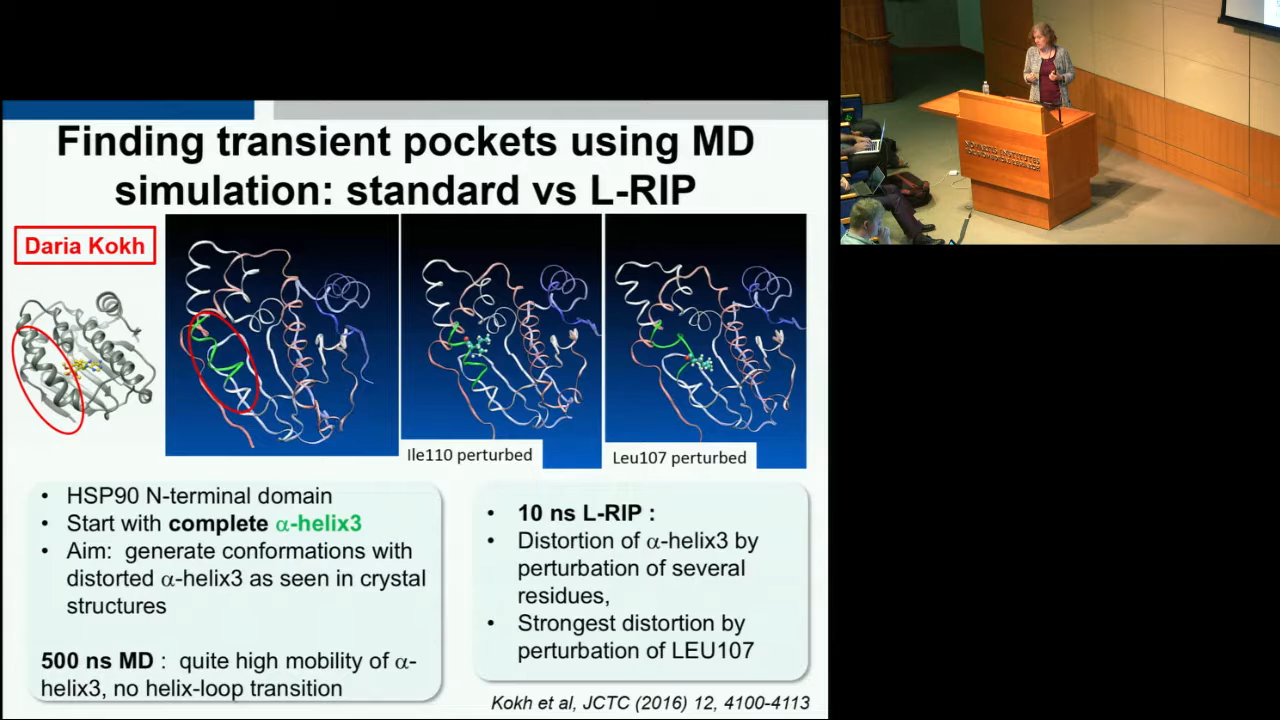 Finding transient pockets using MD
simulation: standard vs L-RIP
Daria Kokh
Ile110 perturbed
Leu107 perturbed
• HSP90 N-terminal domain
• Start with complete α-helix3
• Aim: generate conformations with
distorted α-helix3 as seen in crystal
structures
500 ns MD : quite high mobility of α-
helix3, no helix-loop transition
• 10 ns L-RIP :
• Distortion of α-helix3 by
perturbation of several
residues,
• Strongest distortion by
perturbation of LEU107
Kokh et al, JCTC (2016) 12, 4100-4113
NOVARTIS INSTITUTES